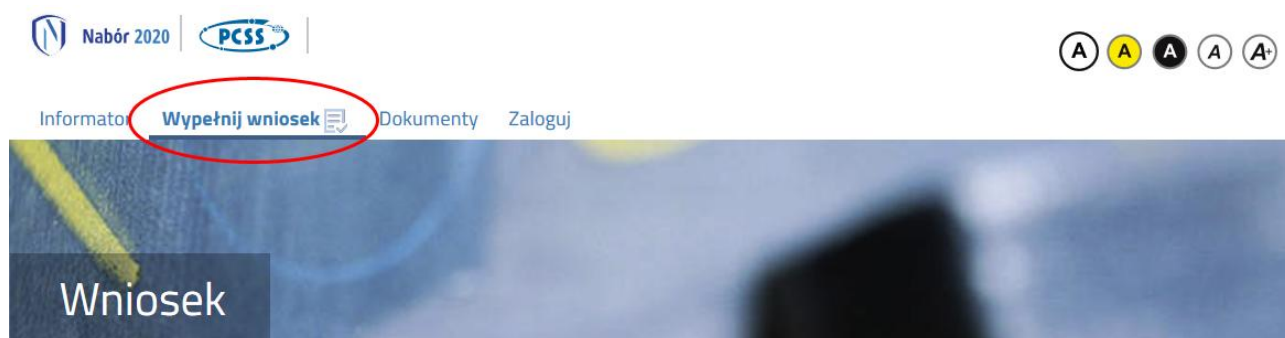 Nabór 2020 PCSS
A A A A A+
Informator Wypełnij wniosek Dokumenty Zaloguj
Wniosek